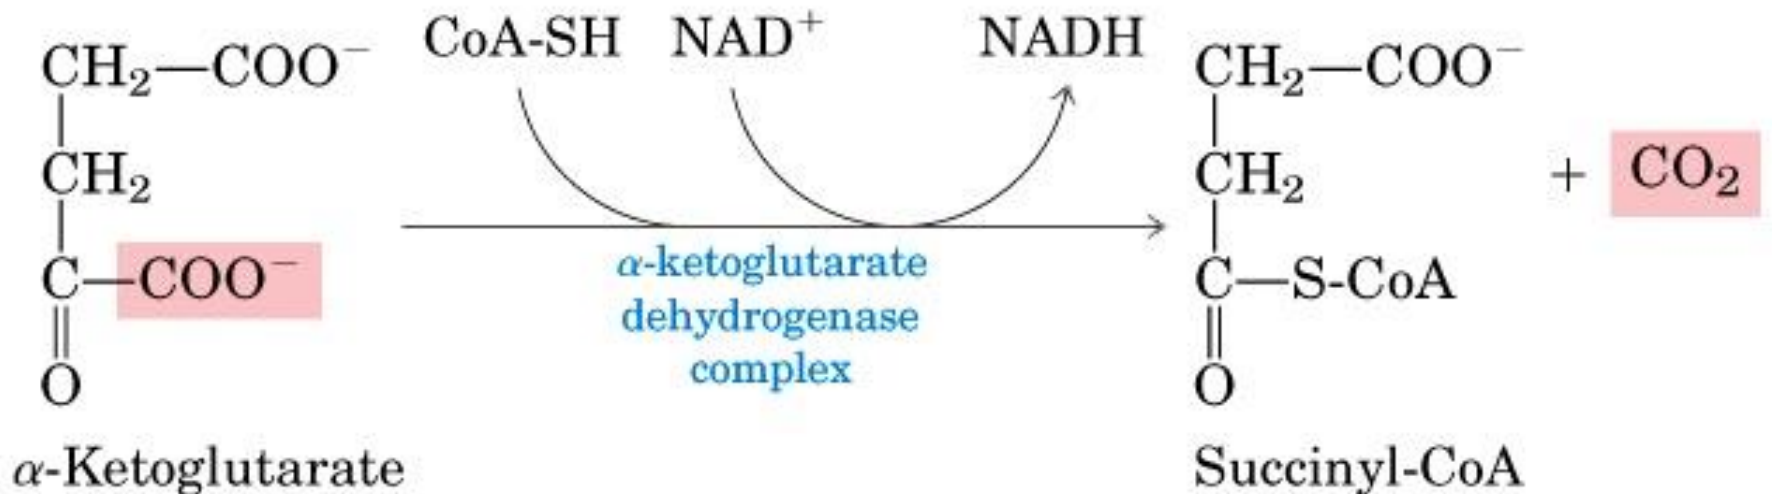 CH₂—COO⁻
CH₂
C—COO⁻
O
α-Ketoglutarate
CoA-SH NAD⁺ NADH
α-ketoglutarate
dehydrogenase
complex
CH₂—COO⁻
CH₂
C—S-CoA
O
Succinyl-CoA
+ CO₂